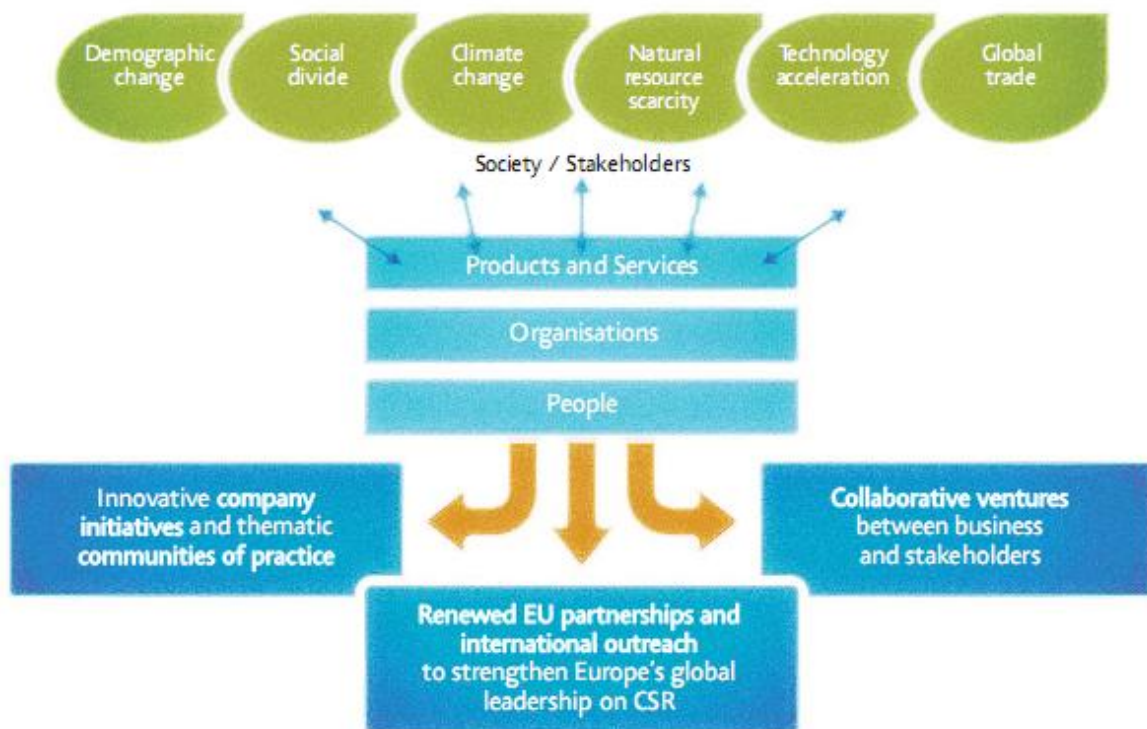 Demographic
change
Social
divide
Climate
change
Natural
resource
scarcity
Technology
acceleration
Global
trade
Society / Stakeholders
Products and Services
Organisations
People
Innovative company
initiatives and thematic
communities of practice
Collaborative ventures
between business
and stakeholders
Renewed EU partnerships and
international outreach
to strengthen Europe's global
leadership on CSR